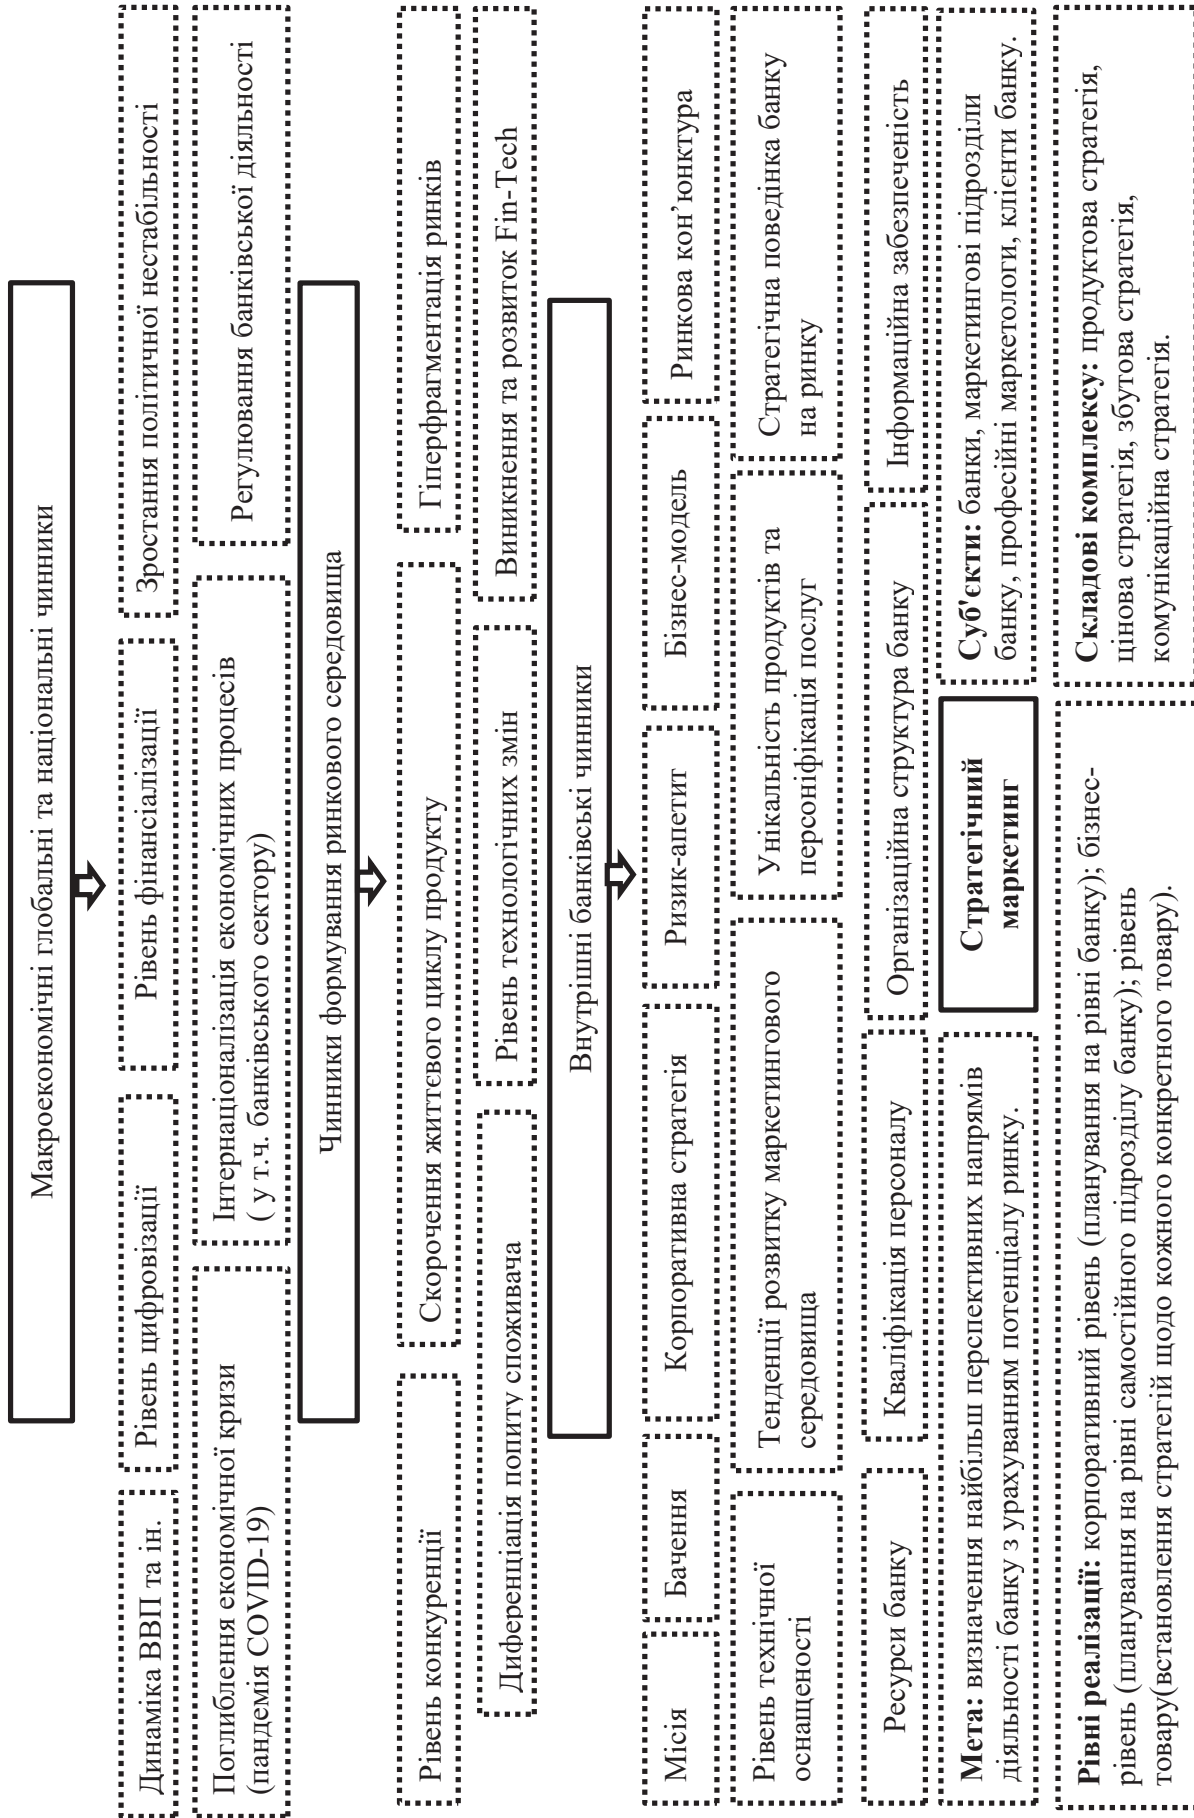 Макроекономічні глобальні та національні чинники
Динаміка ВВП та ін.
Рівень цифровізації
Рівень фінансіалізації
Зростання політичної нестабільності
Поглиблення економічної кризи
(пандемія COVID-19)
Інтернаціоналізація економічних процесів
( у т.ч. банківського сектору)
Регулювання банківської діяльності
Чинники формування ринкового середовища
Рівень конкуренції
Скорочення життєвого циклу продукту
Гіперфрагментація ринків
Диференціація попиту споживача
Рівень технологічних змін
Виникнення та розвиток Fin-Tech
Внутрішні банківські чинники
Місія
Бачення
Корпоративна стратегія
Ризик-апетит
Бізнес-модель
Ринкова кон'юнктура
Рівень технічної
оснащеності
Тенденції розвитку маркетингового
середовища
Унікальність продуктів та
персоніфікація послуг
Стратегічна поведінка банку
на ринку
Ресурси банку
Кваліфікація персоналу
Організаційна структура банку
Інформаційна забезпеченість
Мета: визначення найбільш перспективних напрямів
діяльності банку з урахуванням потенціалу ринку.
Стратегічний
маркетинг
Суб'єкти: банки, маркетингові підрозділи
банку, професійні маркетологи, клієнти банку.
Рівні реалізації: корпоративний рівень (планування на рівні банку); бізнес-
рівень (планування на рівні самостійного підрозділу банку); рівень
товару(встановлення стратегій щодо кожного конкретного товару).
Складові комплексу: продуктова стратегія,
цінова стратегія, збутова стратегія,
комунікаційна стратегія.